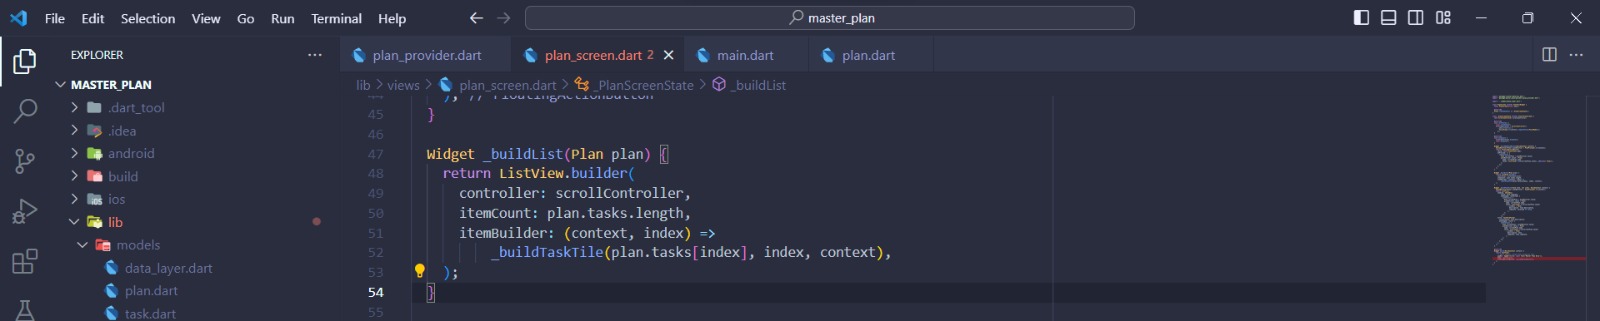 File Edit Selection View Go Run Terminal Help
master_plan
EXPLORER
MASTER_PLAN
.dart_tool
.idea
android
build
ios
lib
models
data_layer.dart
plan.dart
task.dart
plan_provider.dart plan_screen.dart 2 main.dart plan.dart
lib > views > plan_screen.dart > _PlanScreenState > _buildList
44 ); // FloatingActionButton
45 }
46
47 Widget _buildList(Plan plan) {
48 return ListView.builder(
49 controller: scrollController,
50 itemCount: plan.tasks.length,
51 itemBuilder: (context, index) =>
52 _buildTaskTile(plan.tasks[index], index, context),
53 );
54 }
55